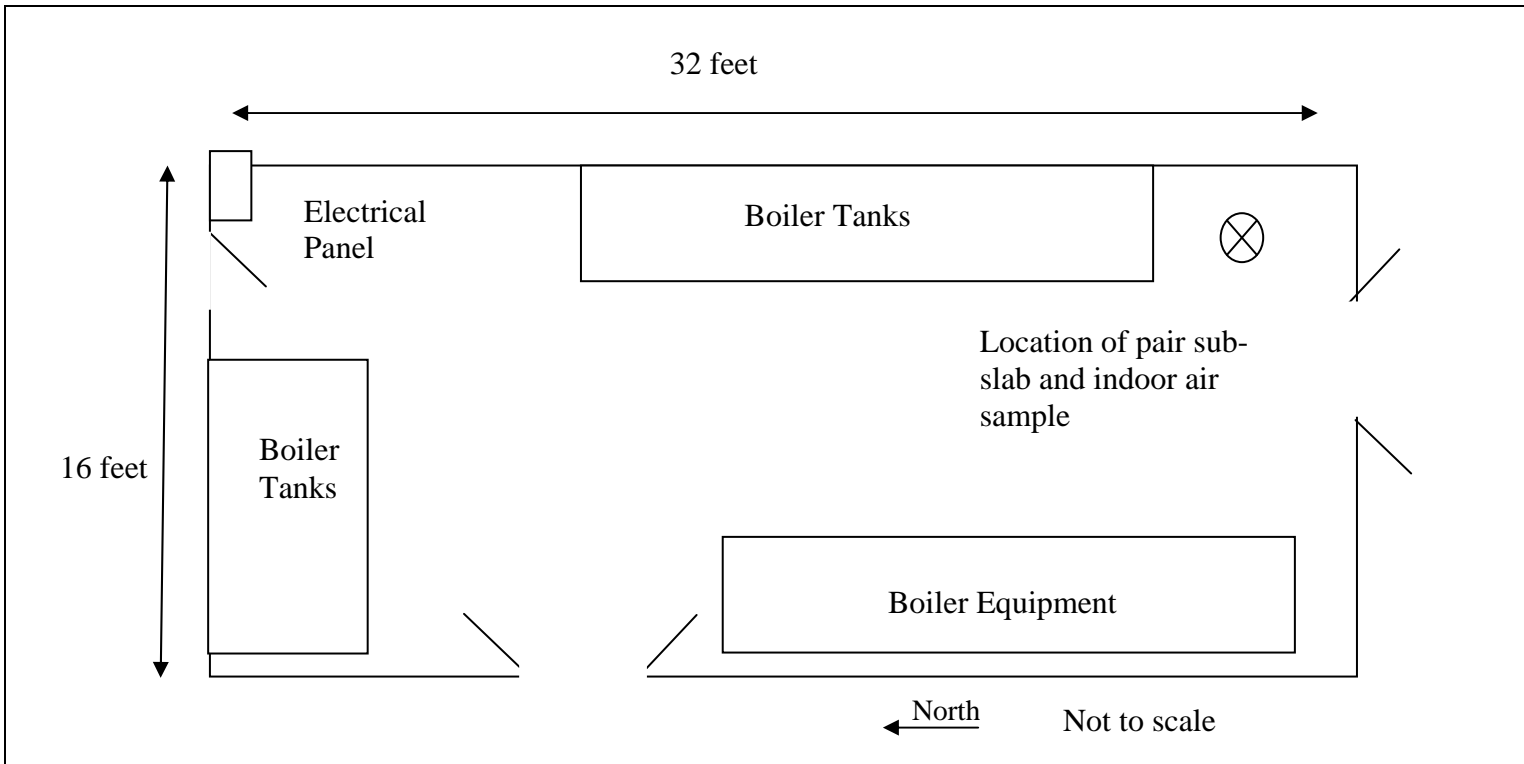 32 feet
Electrical
Panel
Boiler Tanks
Location of pair sub-
slab and indoor air
sample
16 feet
Boiler
Tanks
Boiler Equipment
North
Not to scale